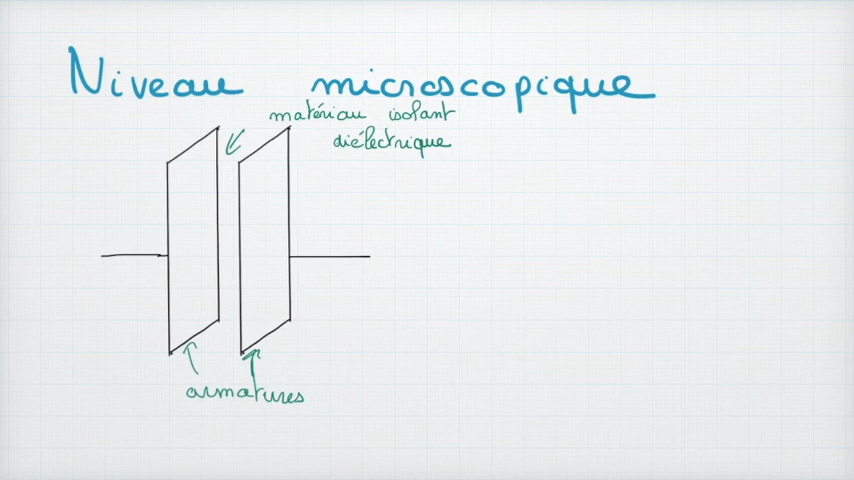 Niveau microscopique
matériau isolant
diélectrique
armatures